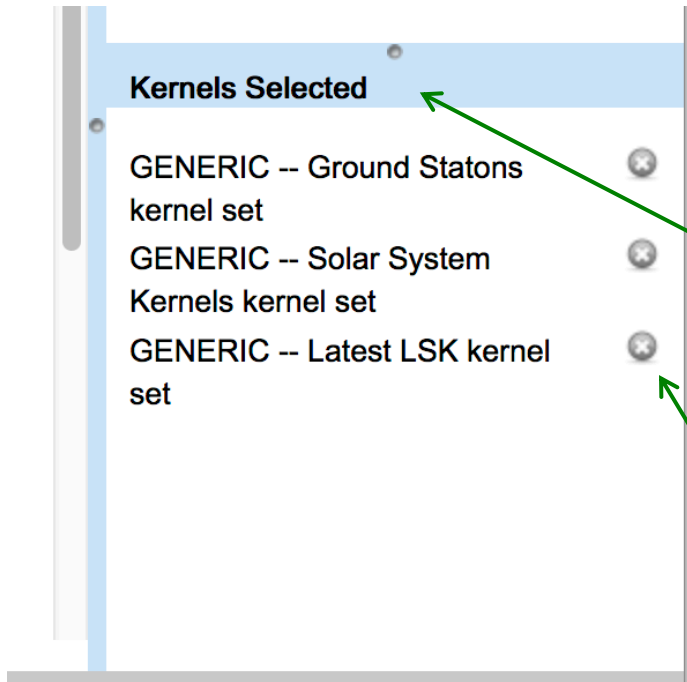 Kernels Selected
GENERIC -- Ground Statons
kernel set
GENERIC -- Solar System
Kernels kernel set
GENERIC -- Latest LSK kernel
set